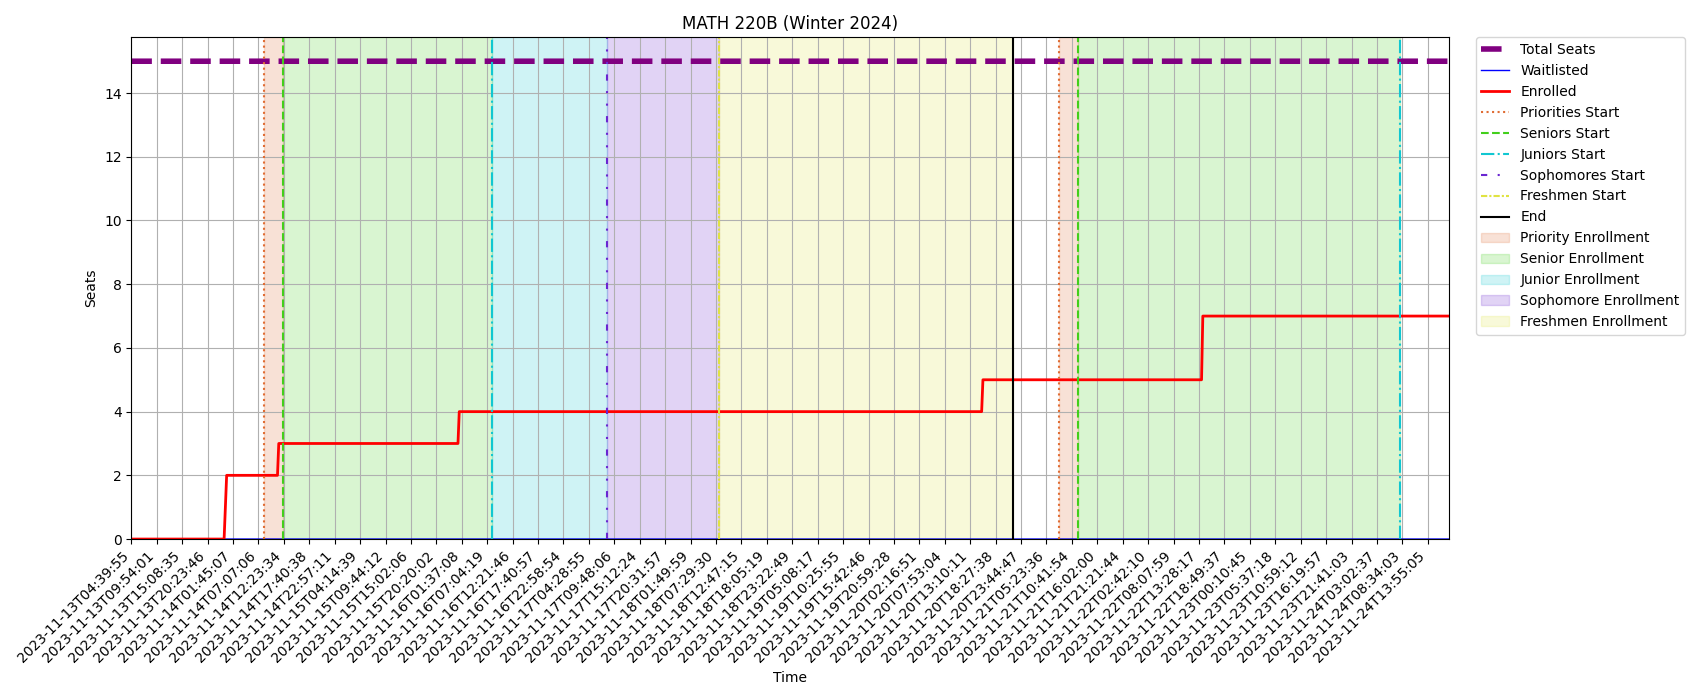 MATH 220B (Winter 2024)
Total Seats
Waitlisted
Enrolled
Priorities Start
Seniors Start
Juniors Start
Sophomores Start
Freshmen Start
End
Priority Enrollment
Senior Enrollment
Junior Enrollment
Sophomore Enrollment
Freshmen Enrollment
Seats
14
12
10
8
6
4
2
0
2023-11-13T04:39:55
2023-11-13T09:54:01
2023-11-13T15:08:35
2023-11-13T20:23:46
2023-11-14T01:45:07
2023-11-14T07:07:06
2023-11-14T12:23:34
2023-11-14T17:40:38
2023-11-14T22:57:11
2023-11-15T04:14:39
2023-11-15T09:44:12
2023-11-15T15:02:06
2023-11-15T20:20:02
2023-11-16T01:37:08
2023-11-16T07:04:19
2023-11-16T12:21:46
2023-11-16T17:40:57
2023-11-16T22:58:54
2023-11-17T04:28:55
2023-11-17T09:48:06
2023-11-17T15:12:24
2023-11-17T20:31:57
2023-11-18T01:49:59
2023-11-18T07:29:30
2023-11-18T12:47:15
2023-11-18T18:05:19
2023-11-18T23:22:49
2023-11-19T05:08:17
2023-11-19T10:25:55
2023-11-19T15:42:46
2023-11-19T20:59:28
2023-11-20T02:16:51
2023-11-20T07:53:04
2023-11-20T13:10:11
2023-11-20T18:27:38
2023-11-20T23:44:47
2023-11-21T05:23:36
2023-11-21T10:41:54
2023-11-21T16:02:00
2023-11-21T21:21:44
2023-11-22T02:42:10
2023-11-22T08:07:59
2023-11-22T13:28:17
2023-11-22T18:49:37
2023-11-23T00:10:45
2023-11-23T05:37:18
2023-11-23T10:59:12
2023-11-23T16:19:57
2023-11-23T21:41:03
2023-11-24T03:02:37
2023-11-24T08:34:03
2023-11-24T13:55:05
Time